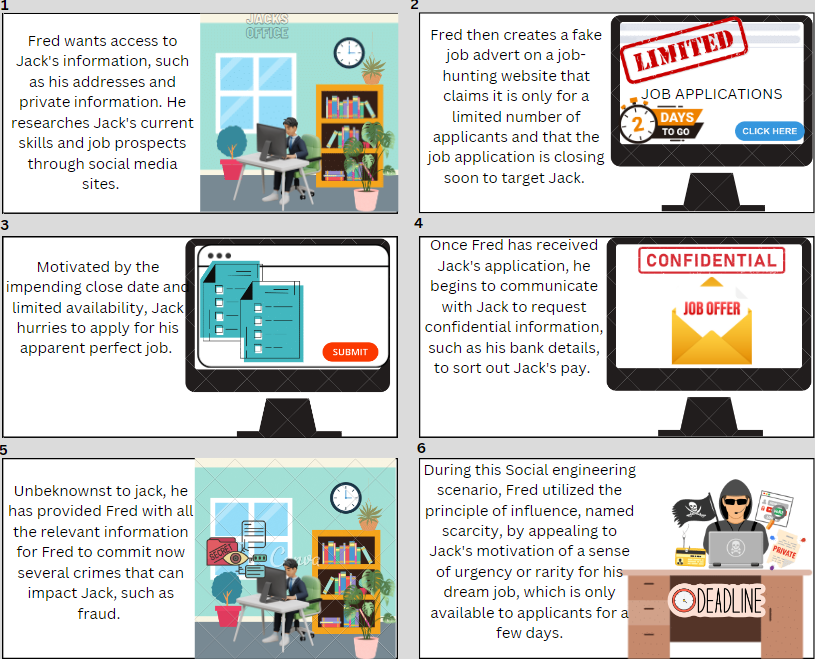 1
Fred wants access to
Jack's information, such
as his addresses and
private information. He
researches Jack's current
skills and job prospects
through social media
sites.
JACKS
OFFICE
2
Fred then creates a fake
job advert on a job-
hunting website that
claims it is only for a
limited number of
applicants and that the
job application is closing
soon to target Jack.
LIMITED
JOB APPLICATIONS
2 DAYS
TO GO
CLICK HERE
3
Motivated by the
impending close date and
limited availability, Jack
hurries to apply for his
apparent perfect job.
SUBMIT
4
Once Fred has received
Jack's application, he
begins to communicate
with Jack to request
confidential information,
such as his bank details,
to sort out Jack's pay.
CONFIDENTIAL
JOB OFFER
5
Unbeknownst to jack, he
has provided Fred with all
the relevant information
for Fred to commit now
several crimes that can
impact Jack, such as
fraud.
SECRET
6
During this Social engineering
scenario, Fred utilized the
principle of influence, named
scarcity, by appealing to
Jack's motivation of a sense
of urgency or rarity for his
dream job, which is only
available to applicants for a
few days.
PRIVATE
DEADLINE